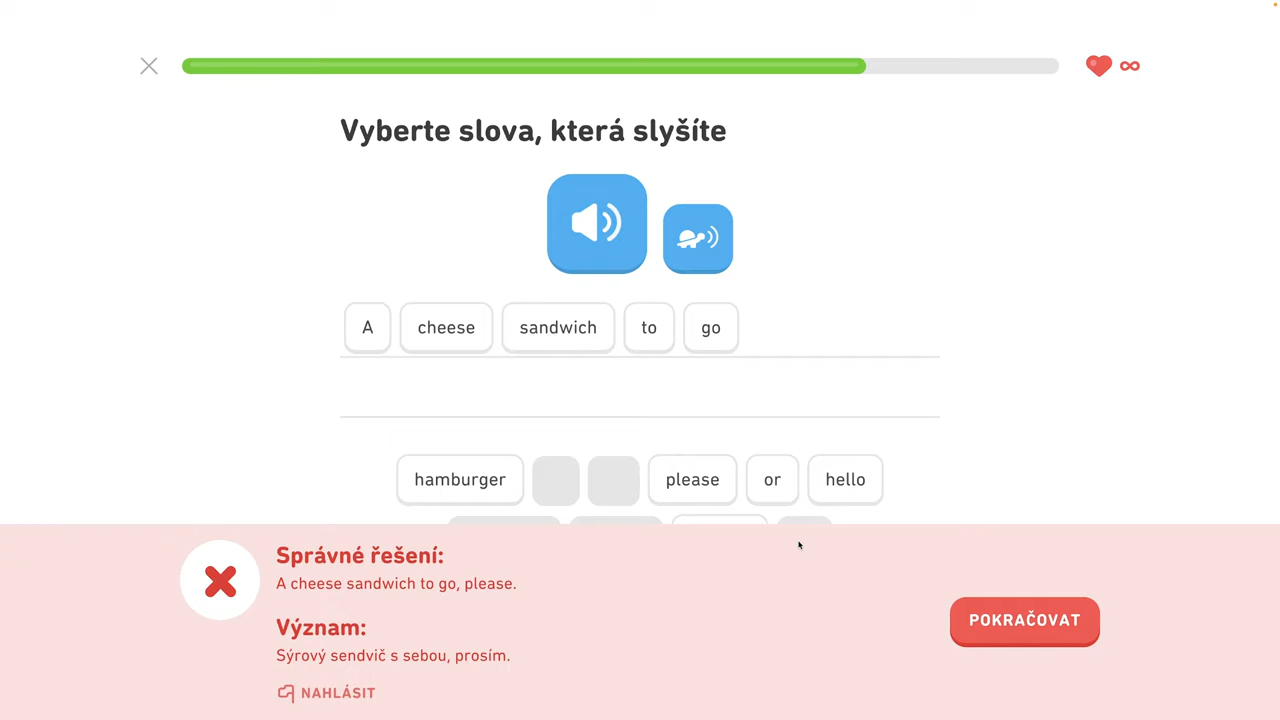 Vyberte slova, která slyšíte
A cheese sandwich to go
hamburger please or hello
Správné řešení:
A cheese sandwich to go, please.
Význam:
Sýrový sendvič s sebou, prosím.
NAHLÁSIT
POKRAČOVAT